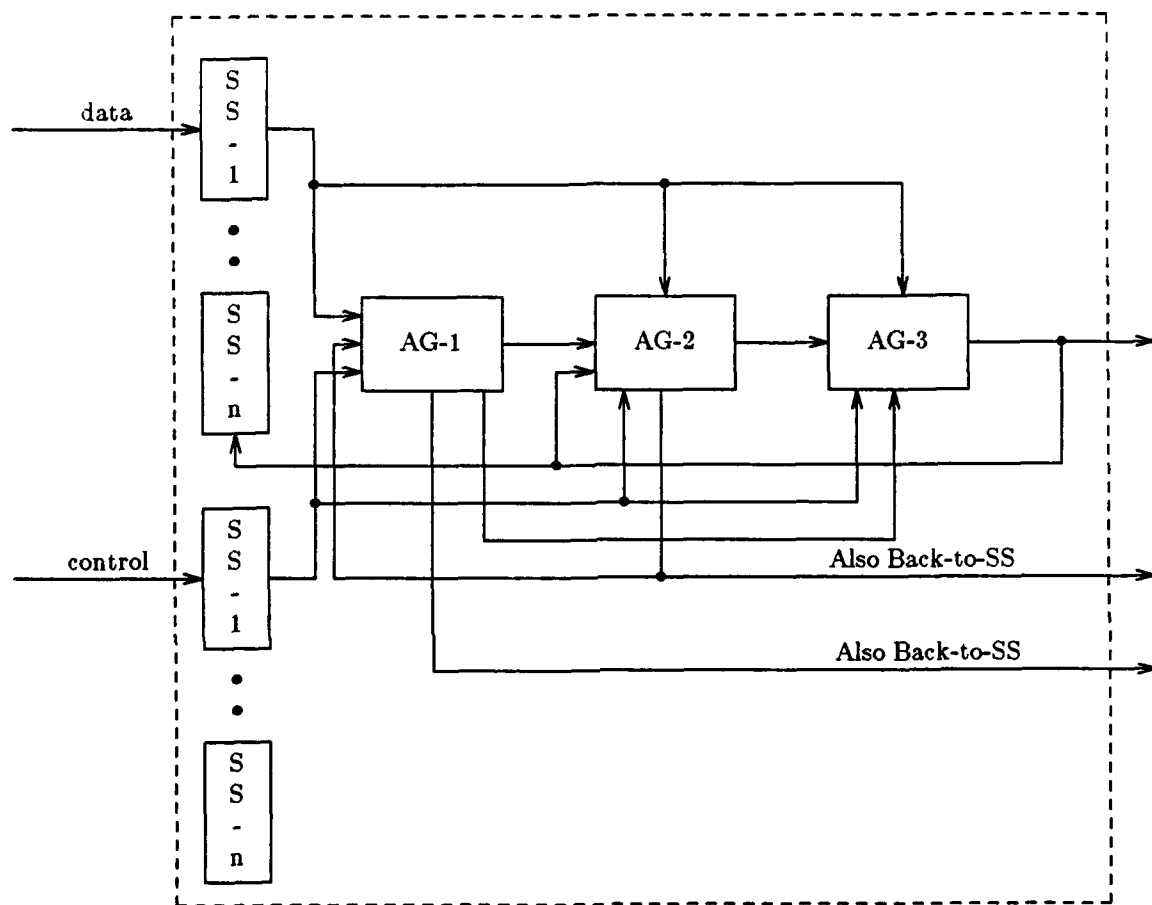 S
S
-
1
data
S
S
-
n
AG-1
AG-2
AG-3
S
S
-
1
control
Also Back-to-SS
Also Back-to-SS
S
S
-
n